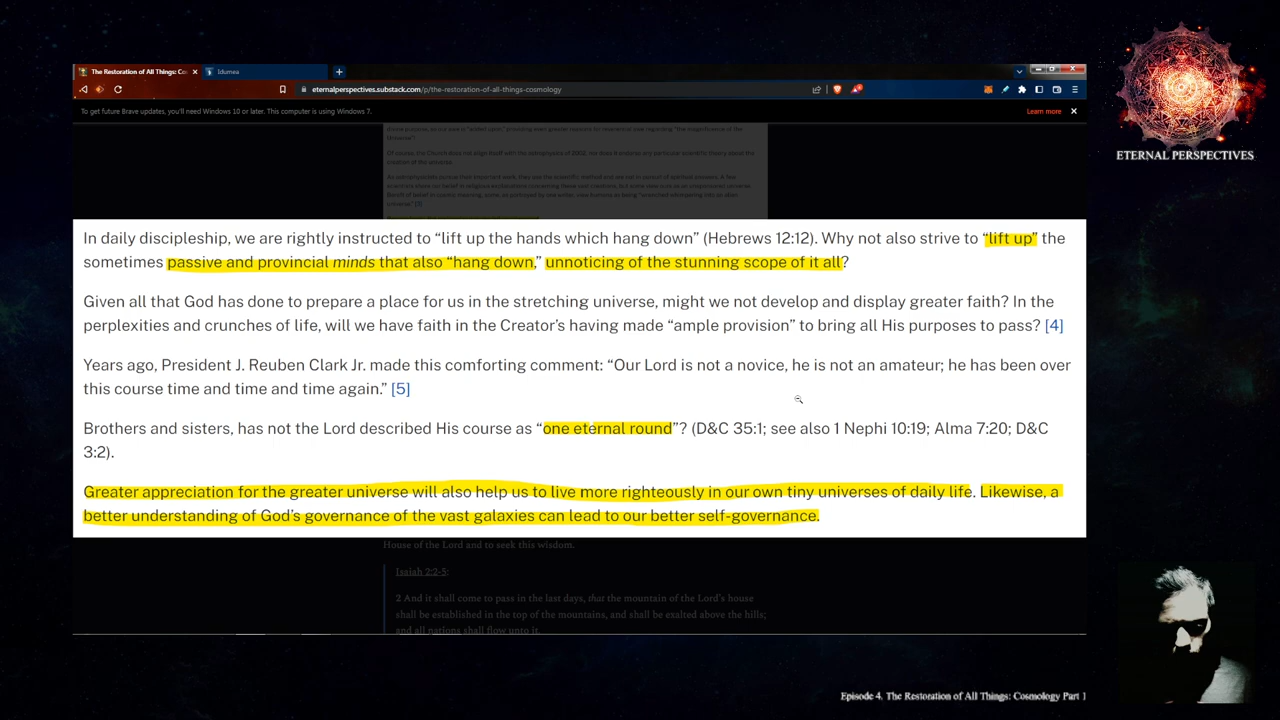 The Restoration of All Things: Co
Idumea
eternalperspectives.substack.com/p/the-restoration-of-all-things-cosmology
To get future Brave updates, you'll need Windows 10 or later. This computer is using Windows 7.
Learn more
ETERNAL PERSPECTIVES
In daily discipleship, we are rightly instructed to “lift up the hands which hang down” (Hebrews 12:12). Why not also strive to “lift up” the
sometimes passive and provincial minds that also “hang down,” unnoticing of the stunning scope of it all?
Given all that God has done to prepare a place for us in the stretching universe, might we not develop and display greater faith? In the
perplexities and crunches of life, will we have faith in the Creator’s having made “ample provision” to bring all His purposes to pass? [4]
Years ago, President J. Reuben Clark Jr. made this comforting comment: “Our Lord is not a novice, he is not an amateur; he has been over
this course time and time and time again.” [5]
Brothers and sisters, has not the Lord described His course as “one eternal round”? (D&C 35:1; see also 1 Nephi 10:19; Alma 7:20; D&C
3:2).
Greater appreciation for the greater universe will also help us to live more righteously in our own tiny universes of daily life. Likewise, a
better understanding of God’s governance of the vast galaxies can lead to our better self-governance.
House of the Lord and to seek this wisdom.
Isaiah 2:2-5:
2 And it shall come to pass in the last days, that the mountain of the Lord’s house
shall be established in the top of the mountains, and shall be exalted above the hills;
and all nations shall flow unto it.
Episode 4. The Restoration of All Things: Cosmology Part 1